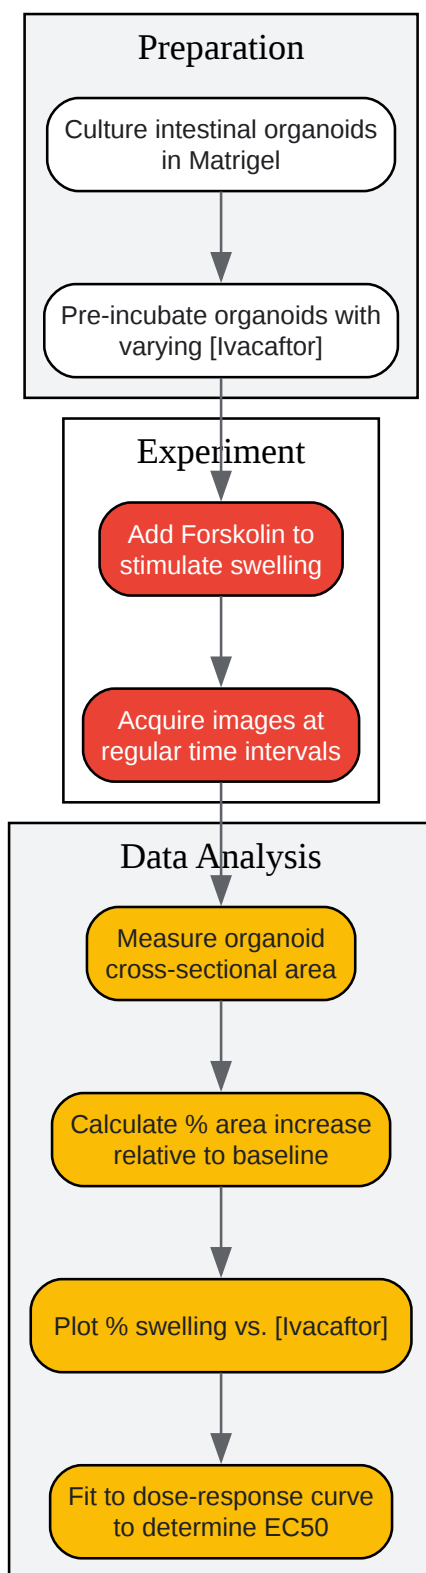 Preparation
Culture intestinal organoids
in Matrigel
Pre-incubate organoids with
varying [Ivacaftor]
Experiment
Add Forskolin to
stimulate swelling
Acquire images at
regular time intervals
Data Analysis
Measure organoid
cross-sectional area
Calculate % area increase
relative to baseline
Plot % swelling vs. [Ivacaftor]
Fit to dose-response curve
to determine EC50